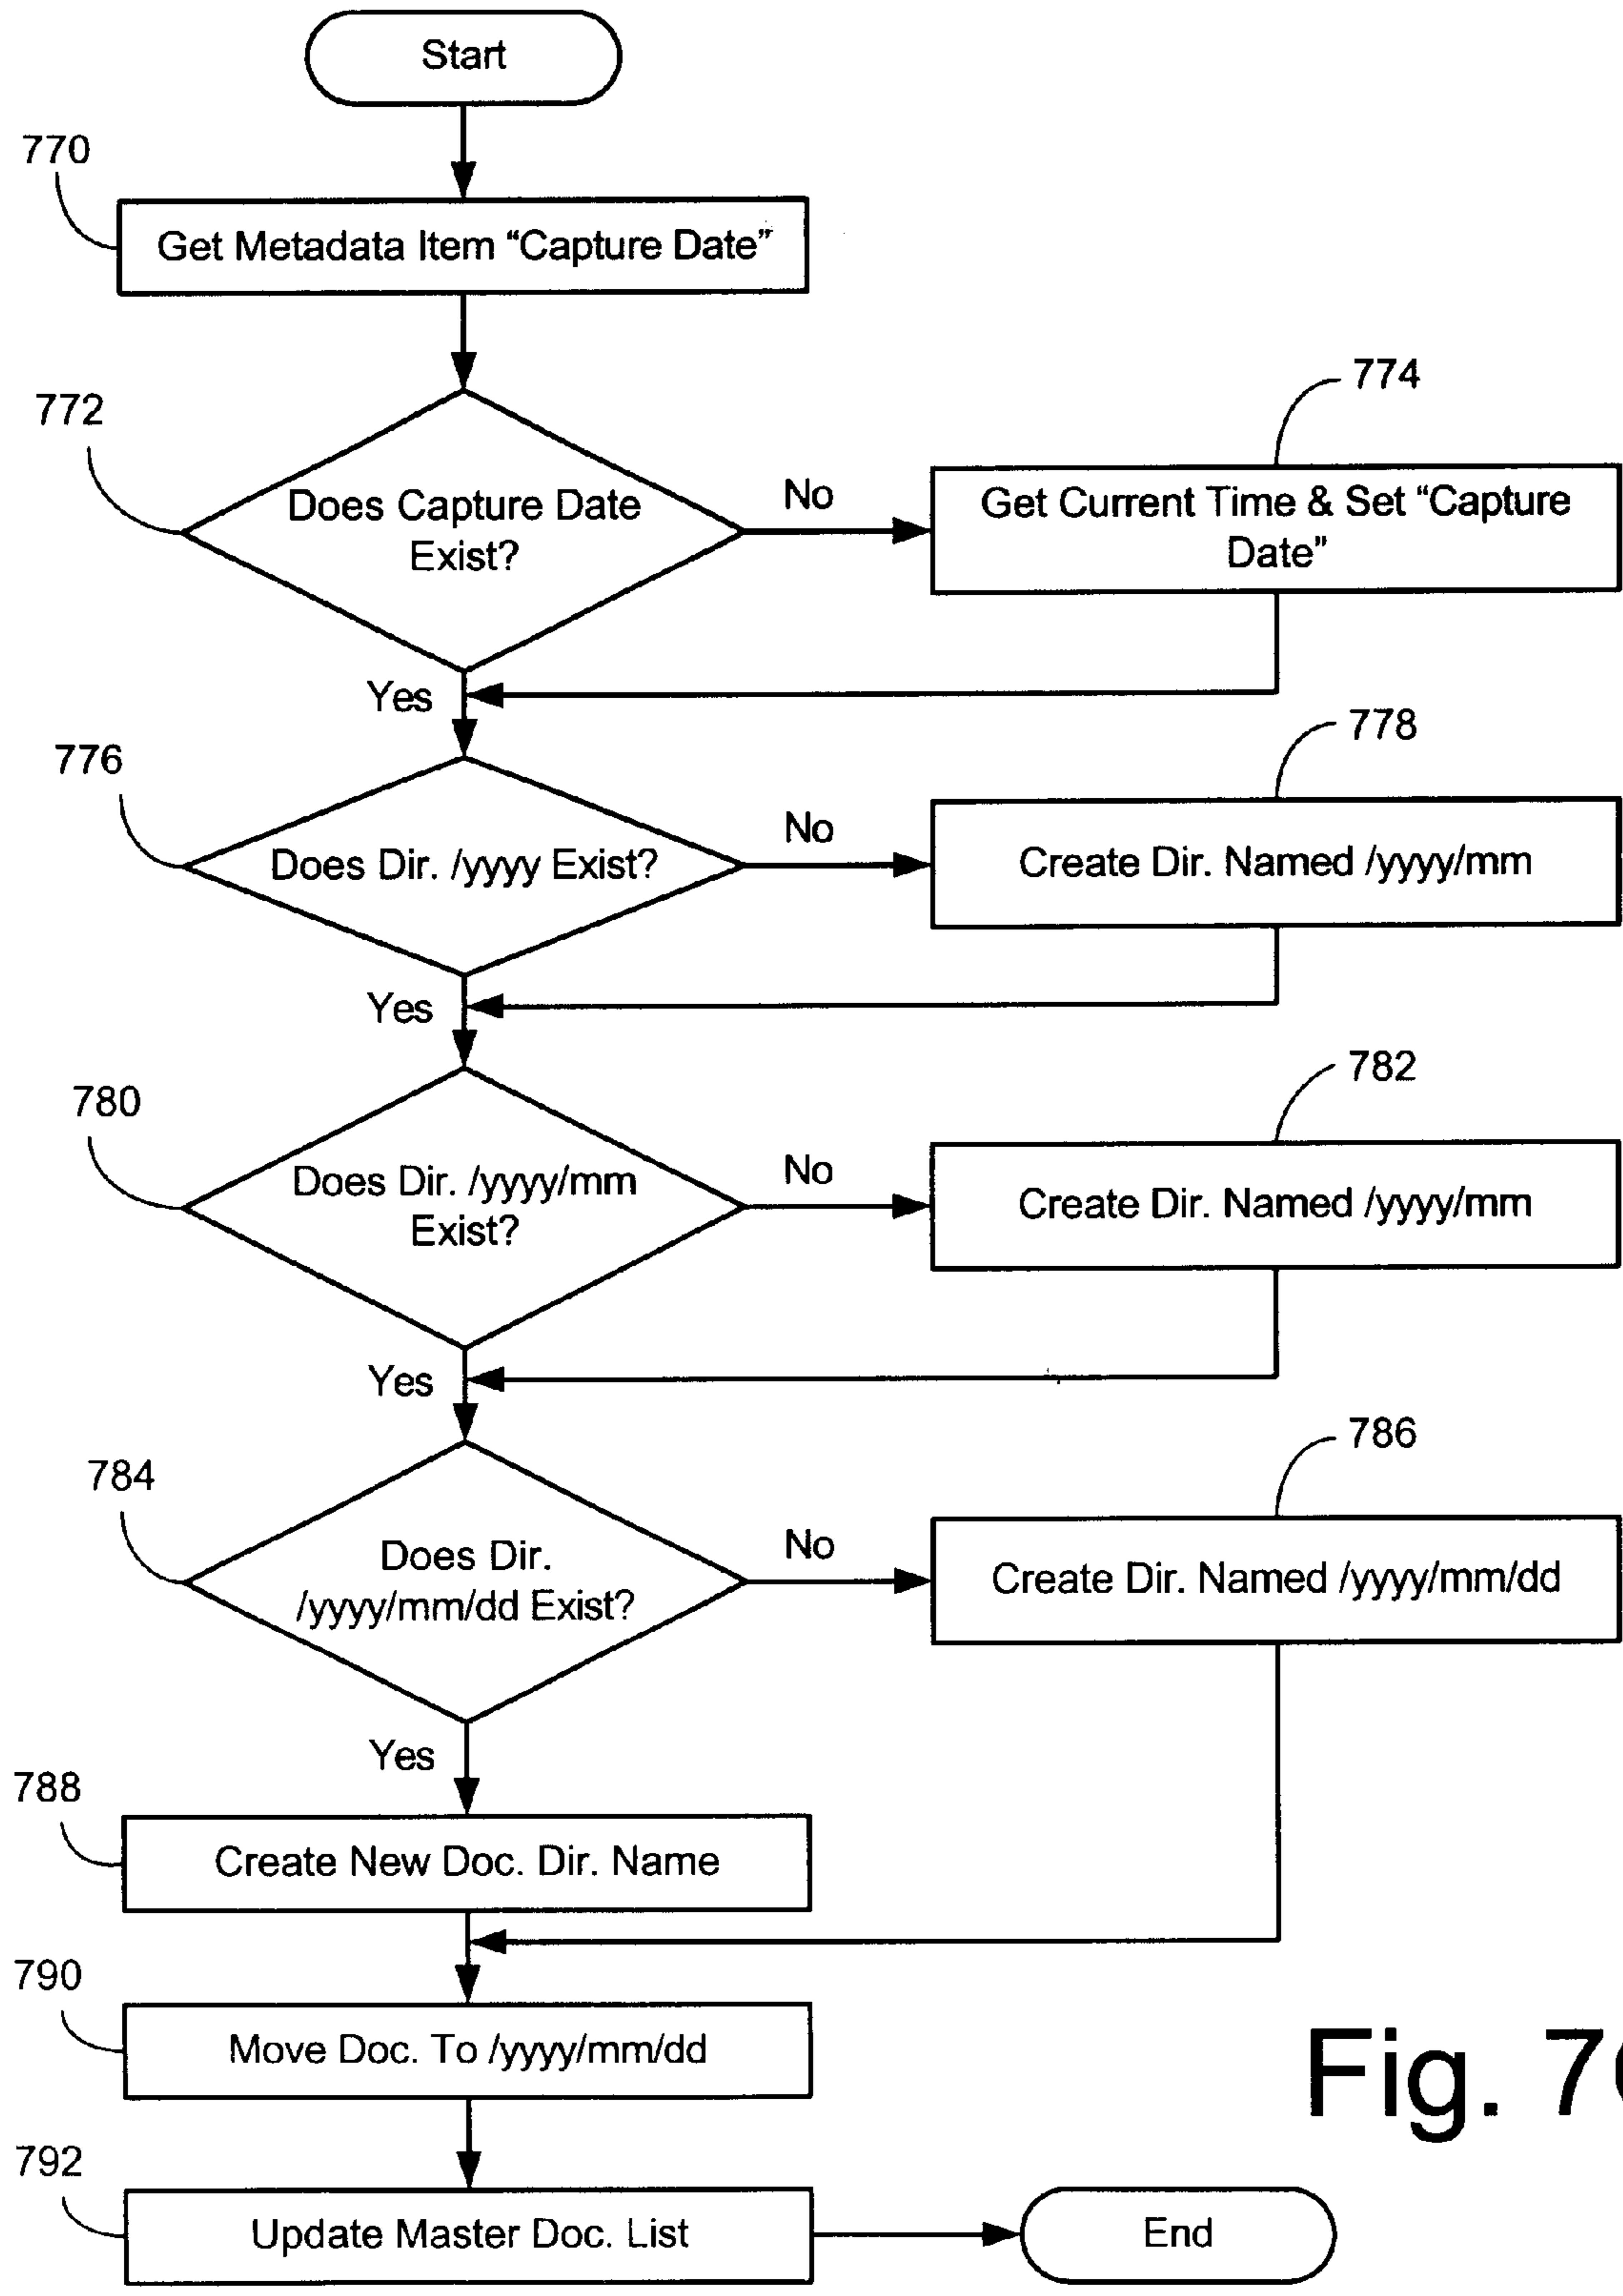 Start
770
Get Metadata Item “Capture Date”
772
Does Capture Date
Exist?
No
774
Get Current Time & Set “Capture
Date”
Yes
776
Does Dir. /yyyy Exist?
No
778
Create Dir. Named /yyyy/mm
Yes
780
Does Dir. /yyyy/mm
Exist?
No
782
Create Dir. Named /yyyy/mm
Yes
784
Does Dir.
/yyyy/mm/dd Exist?
No
786
Create Dir. Named /yyyy/mm/dd
Yes
788
Create New Doc. Dir. Name
790
Move Doc. To /yyyy/mm/dd
Fig.
792
Update Master Doc. List
End